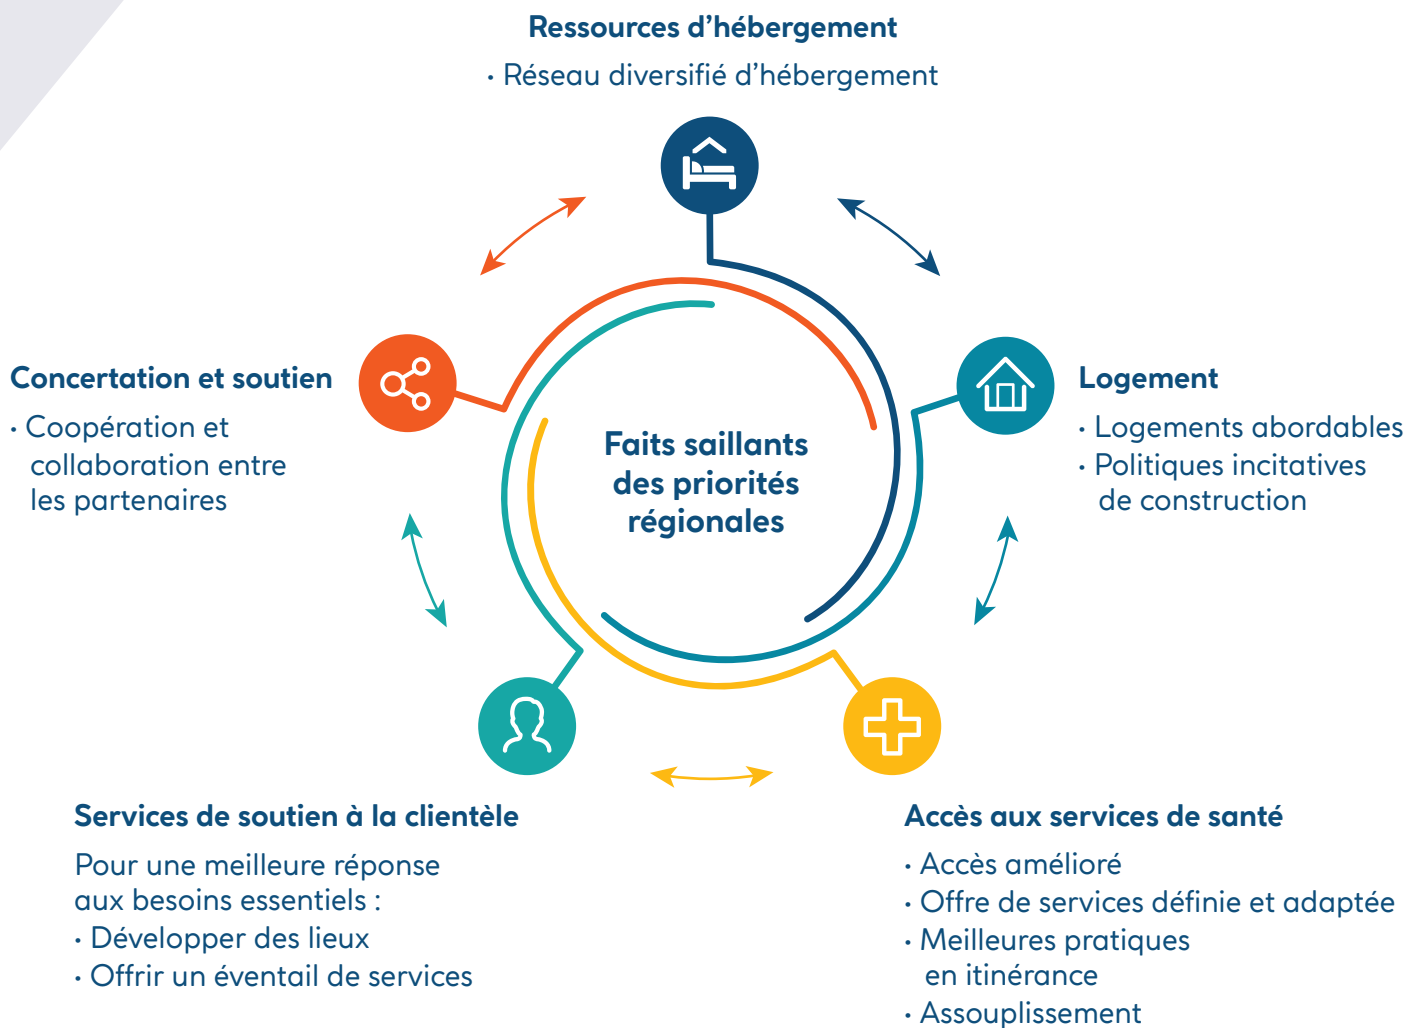 Ressources d’hébergement
· Réseau diversifié d’hébergement
Concertation et soutien
· Coopération et
collaboration entre
les partenaires
Faits saillants
des priorités
régionales
Logement
· Logements abordables
· Politiques incitatives
de construction
Services de soutien à la clientèle
Pour une meilleure réponse
aux besoins essentiels :
· Développer des lieux
· Offrir un éventail de services
Accès aux services de santé
· Accès amélioré
· Offre de services définie et adaptée
· Meilleures pratiques
en itinérance
· Assouplissement